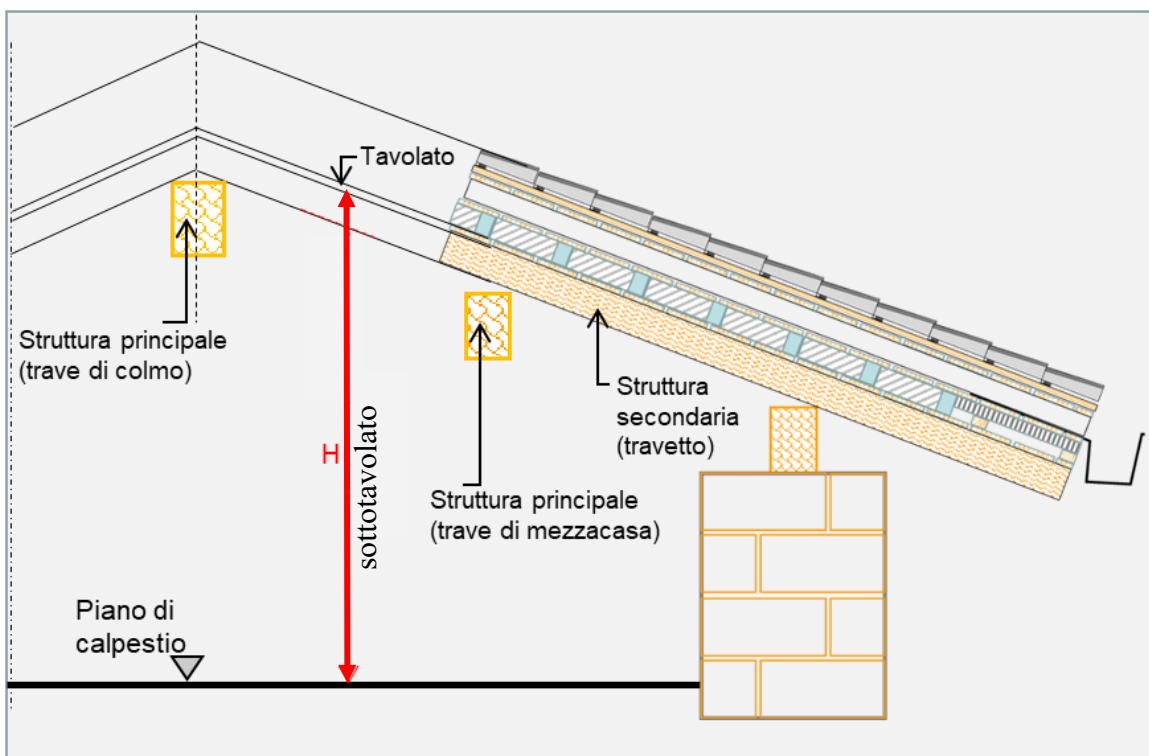 Tavolato
Struttura principale
(trave di colmo)
Struttura
secondaria
(travetto)
H
sottotavolato
Struttura principale
(trave di mezzacasa)
Piano di
calpestio